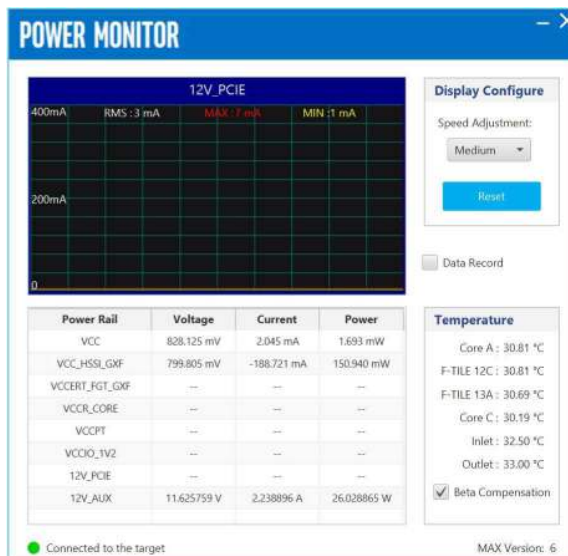 POWER MONITOR
12V_PCIE
400mA RMS :3 mA MAX :7 mA MIN :1 mA
200mA
0
Display Configure
Speed Adjustment:
Medium
Reset
Data Record
Power Rail Voltage Current Power
VCC 828.125 mV 2.045 mA 1.693 mW
VCC_HSSI_GXF 799.805 mV -188.721 mA 150.940 mW
VCCERT_FGT_GXF -- -- --
VCCR_CORE -- -- --
VCCPT -- -- --
VCCIO_1V2 -- -- --
12V_PCIE -- -- --
12V_AUX 11.625759 V 2.238896 A 26.028865 W
Temperature
Core A : 30.81 °C
F-TILE 12C : 30.81 °C
F-TILE 13A : 30.69 °C
Core C : 30.19 °C
Inlet : 32.50 °C
Outlet : 33.00 °C
Beta Compensation
Connected to the target
MAX Version: 6